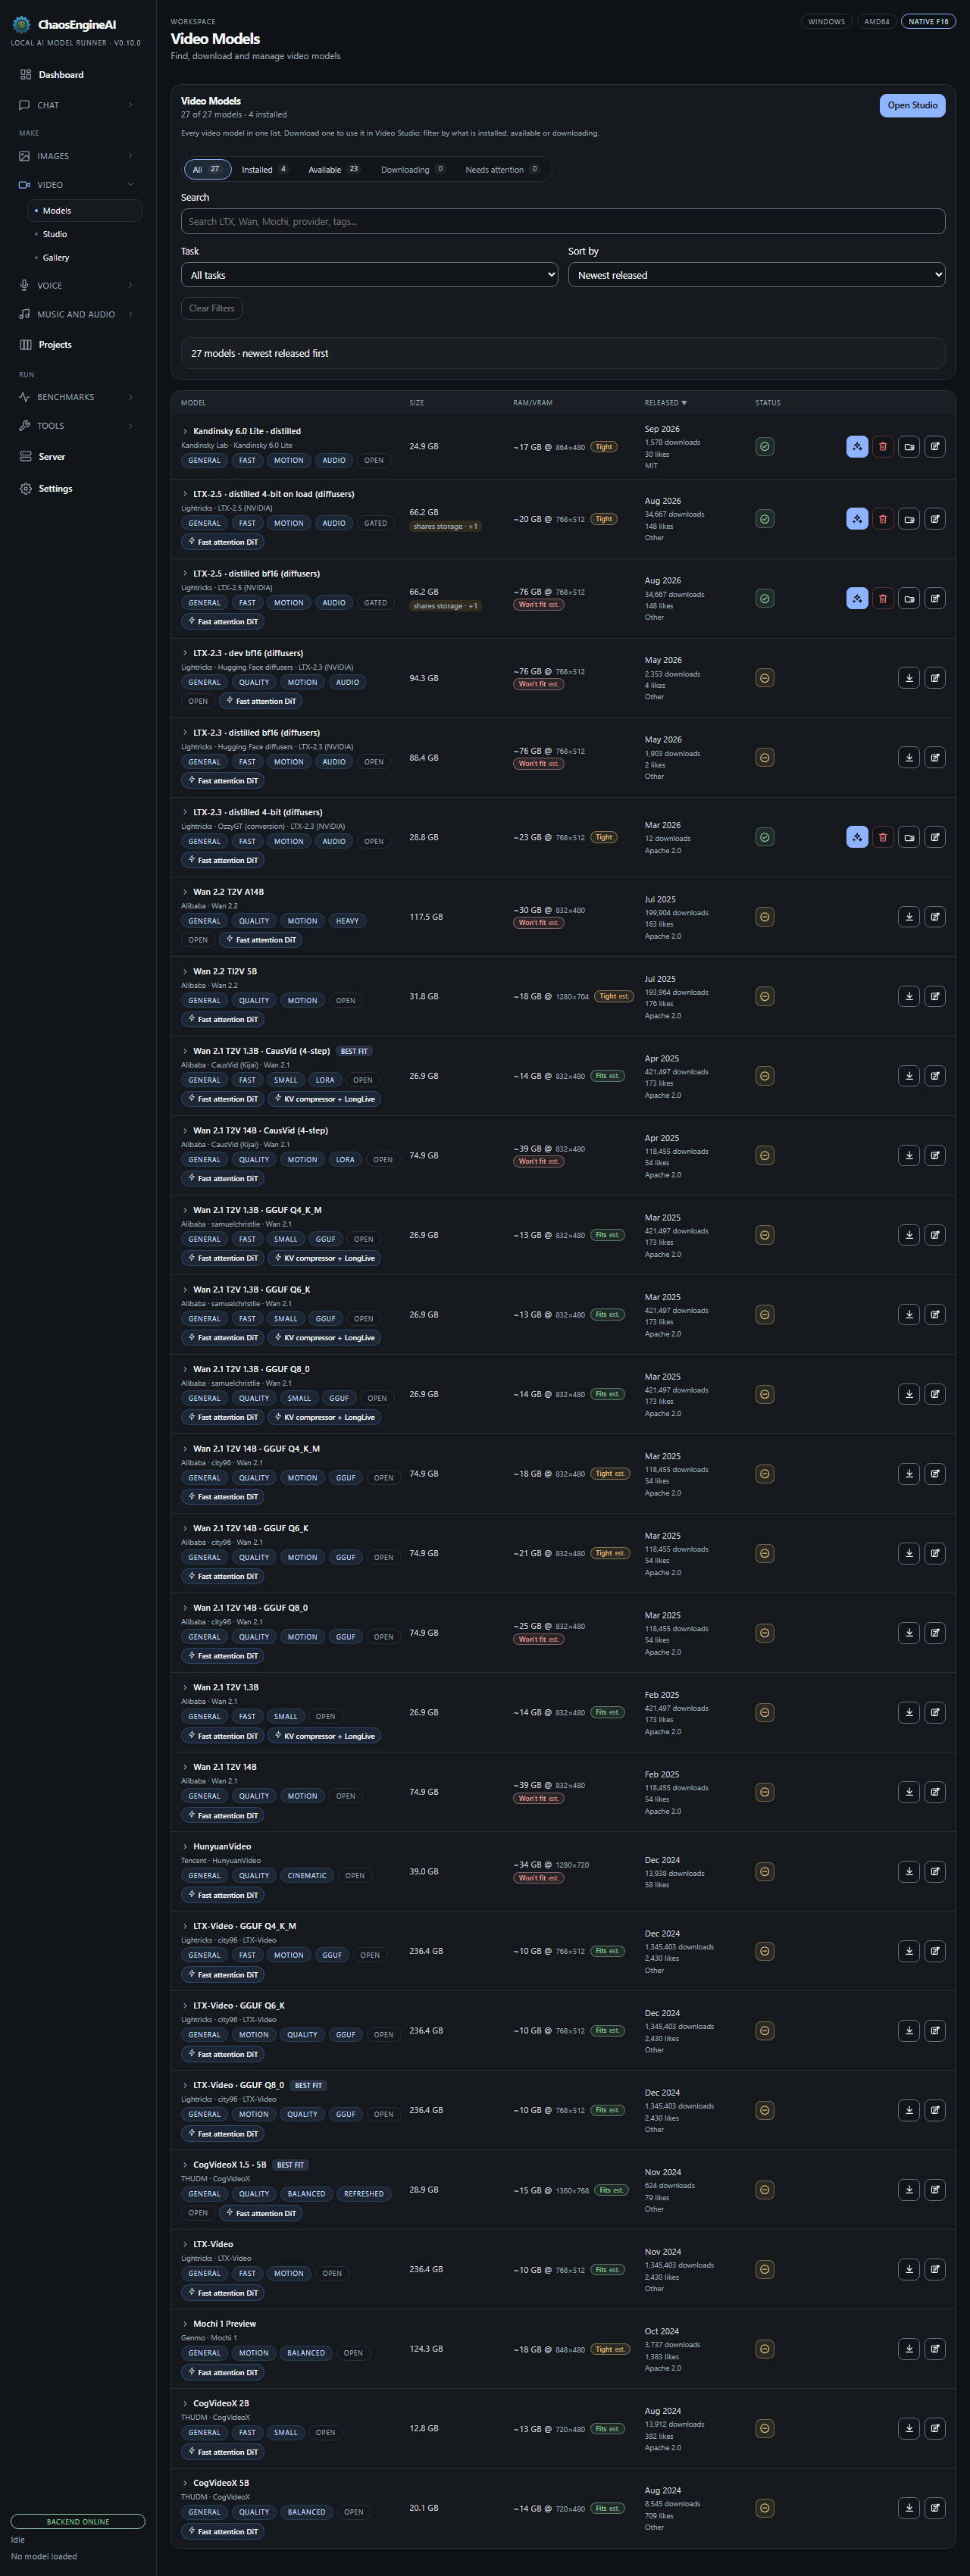 ChaosEngineAI
LOCAL AI MODEL RUNNER · V0.10.0
Dashboard
CHAT
MAKE
IMAGES
VIDEO
Models
Studio
Gallery
VOICE
MUSIC AND AUDIO
Projects
RUN
BENCHMARKS
TOOLS
Server
Settings
BACKEND ONLINE
Idle
No model loaded
WORKSPACE
Video Models
Find, download and manage video models
WINDOWS AMD64 NATIVE F16
Video Models
27 of 27 models · 4 installed
Open Studio
Every video model in one list. Download one to use it in Video Studio; filter by what is installed, available or downloading.
All 27 Installed 4 Available 23 Downloading 0 Needs attention 0
Search
Search LTX, Wan, Mochi, provider, tags...
Task Sort by
All tasks Newest released
Clear Filters
27 models · newest released first
MODEL SIZE RAM/VRAM RELEASED ▼ STATUS
Kandinsky 6.0 Lite · distilled
Kandinsky Lab · Kandinsky 6.0 Lite
GENERAL FAST MOTION AUDIO OPEN
24.9 GB
~17 GB @ 864×480 Tight
Sep 2026
1,578 downloads
30 likes
MIT
LTX-2.5 · distilled 4-bit on load (diffusers)
Lightricks · LTX-2.5 (NVIDIA)
GENERAL FAST MOTION AUDIO GATED
Fast attention DiT
66.2 GB
shares storage · +1
~20 GB @ 768×512 Tight
Aug 2026
34,667 downloads
148 likes
Other
LTX-2.5 · distilled bf16 (diffusers)
Lightricks · LTX-2.5 (NVIDIA)
GENERAL FAST MOTION AUDIO GATED
Fast attention DiT
66.2 GB
shares storage · +1
~76 GB @ 768×512
Won't fit est.
Aug 2026
34,667 downloads
148 likes
Other
LTX-2.3 · dev bf16 (diffusers)
Lightricks · Hugging Face diffusers · LTX-2.3 (NVIDIA)
GENERAL QUALITY MOTION AUDIO
OPEN Fast attention DiT
94.3 GB
~76 GB @ 768×512
Won't fit est.
May 2026
2,353 downloads
4 likes
Other
LTX-2.3 · distilled bf16 (diffusers)
Lightricks · Hugging Face diffusers · LTX-2.3 (NVIDIA)
GENERAL FAST MOTION AUDIO OPEN
Fast attention DiT
88.4 GB
~76 GB @ 768×512
Won't fit est.
May 2026
1,903 downloads
2 likes
Other
LTX-2.3 · distilled 4-bit (diffusers)
Lightricks · OzzyGT (conversion) · LTX-2.3 (NVIDIA)
GENERAL FAST MOTION AUDIO OPEN
Fast attention DiT
28.8 GB
~23 GB @ 768×512 Tight
Mar 2026
12 downloads
Apache 2.0
Wan 2.2 T2V A14B
Alibaba · Wan 2.2
GENERAL QUALITY MOTION HEAVY
OPEN Fast attention DiT
117.5 GB
~30 GB @ 832×480
Won't fit est.
Jul 2025
199,904 downloads
163 likes
Apache 2.0
Wan 2.2 TI2V 5B
Alibaba · Wan 2.2
GENERAL QUALITY MOTION OPEN
Fast attention DiT
31.8 GB
~18 GB @ 1280×704 Tight est.
Jul 2025
193,964 downloads
176 likes
Apache 2.0
Wan 2.1 T2V 1.3B · CausVid (4-step) BEST FIT
Alibaba · CausVid (Kijai) · Wan 2.1
GENERAL FAST SMALL LORA OPEN
Fast attention DiT KV compressor + LongLive
26.9 GB
~14 GB @ 832×480 Fits est.
Apr 2025
421,497 downloads
173 likes
Apache 2.0
Wan 2.1 T2V 14B · CausVid (4-step)
Alibaba · CausVid (Kijai) · Wan 2.1
GENERAL QUALITY MOTION LORA OPEN
Fast attention DiT
74.9 GB
~39 GB @ 832×480
Won't fit est.
Apr 2025
118,455 downloads
54 likes
Apache 2.0
Wan 2.1 T2V 1.3B · GGUF Q4_K_M
Alibaba · samuelchristlie · Wan 2.1
GENERAL FAST SMALL GGUF OPEN
Fast attention DiT KV compressor + LongLive
26.9 GB
~13 GB @ 832×480 Fits est.
Mar 2025
421,497 downloads
173 likes
Apache 2.0
Wan 2.1 T2V 1.3B · GGUF Q6_K
Alibaba · samuelchristlie · Wan 2.1
GENERAL FAST SMALL GGUF OPEN
Fast attention DiT KV compressor + LongLive
26.9 GB
~13 GB @ 832×480 Fits est.
Mar 2025
421,497 downloads
173 likes
Apache 2.0
Wan 2.1 T2V 1.3B · GGUF Q8_0
Alibaba · samuelchristlie · Wan 2.1
GENERAL QUALITY SMALL GGUF OPEN
Fast attention DiT KV compressor + LongLive
26.9 GB
~14 GB @ 832×480 Fits est.
Mar 2025
421,497 downloads
173 likes
Apache 2.0
Wan 2.1 T2V 14B · GGUF Q4_K_M
Alibaba · city96 · Wan 2.1
GENERAL QUALITY MOTION GGUF OPEN
Fast attention DiT
74.9 GB
~18 GB @ 832×480 Tight est.
Mar 2025
118,455 downloads
54 likes
Apache 2.0
Wan 2.1 T2V 14B · GGUF Q6_K
Alibaba · city96 · Wan 2.1
GENERAL QUALITY MOTION GGUF OPEN
Fast attention DiT
74.9 GB
~21 GB @ 832×480 Tight est.
Mar 2025
118,455 downloads
54 likes
Apache 2.0
Wan 2.1 T2V 14B · GGUF Q8_0
Alibaba · city96 · Wan 2.1
GENERAL QUALITY MOTION GGUF OPEN
Fast attention DiT
74.9 GB
~25 GB @ 832×480
Won't fit est.
Mar 2025
118,455 downloads
54 likes
Apache 2.0
Wan 2.1 T2V 1.3B
Alibaba · Wan 2.1
GENERAL FAST SMALL OPEN
Fast attention DiT KV compressor + LongLive
26.9 GB
~14 GB @ 832×480 Fits est.
Feb 2025
421,497 downloads
173 likes
Apache 2.0
Wan 2.1 T2V 14B
Alibaba · Wan 2.1
GENERAL QUALITY MOTION OPEN
Fast attention DiT
74.9 GB
~39 GB @ 832×480
Won't fit est.
Feb 2025
118,455 downloads
54 likes
Apache 2.0
HunyuanVideo
Tencent · HunyuanVideo
GENERAL QUALITY CINEMATIC OPEN
Fast attention DiT
39.0 GB
~34 GB @ 1280×720
Won't fit est.
Dec 2024
13,938 downloads
58 likes
LTX-Video · GGUF Q4_K_M
Lightricks · city96 · LTX-Video
GENERAL FAST MOTION GGUF OPEN
Fast attention DiT
236.4 GB
~10 GB @ 768×512 Fits est.
Dec 2024
1,345,403 downloads
2,430 likes
Other
LTX-Video · GGUF Q6_K
Lightricks · city96 · LTX-Video
GENERAL MOTION QUALITY GGUF OPEN
Fast attention DiT
236.4 GB
~10 GB @ 768×512 Fits est.
Dec 2024
1,345,403 downloads
2,430 likes
Other
LTX-Video · GGUF Q8_0 BEST FIT
Lightricks · city96 · LTX-Video
GENERAL MOTION QUALITY GGUF OPEN
Fast attention DiT
236.4 GB
~10 GB @ 768×512 Fits est.
Dec 2024
1,345,403 downloads
2,430 likes
Other
CogVideoX 1.5 · 5B BEST FIT
THUDM · CogVideoX
GENERAL QUALITY BALANCED REFRESHED
OPEN Fast attention DiT
28.9 GB
~15 GB @ 1360×768 Fits est.
Nov 2024
624 downloads
79 likes
Other
LTX-Video
Lightricks · LTX-Video
GENERAL FAST MOTION OPEN
Fast attention DiT
236.4 GB
~10 GB @ 768×512 Fits est.
Nov 2024
1,345,403 downloads
2,430 likes
Other
Mochi 1 Preview
Genmo · Mochi 1
GENERAL MOTION BALANCED OPEN
Fast attention DiT
124.3 GB
~18 GB @ 848×480 Tight est.
Oct 2024
3,737 downloads
1,383 likes
Apache 2.0
CogVideoX 2B
THUDM · CogVideoX
GENERAL FAST SMALL OPEN
Fast attention DiT
12.8 GB
~13 GB @ 720×480 Fits est.
Aug 2024
13,912 downloads
382 likes
Apache 2.0
CogVideoX 5B
THUDM · CogVideoX
GENERAL QUALITY BALANCED OPEN
Fast attention DiT
20.1 GB
~14 GB @ 720×480 Fits est.
Aug 2024
8,545 downloads
709 likes
Other